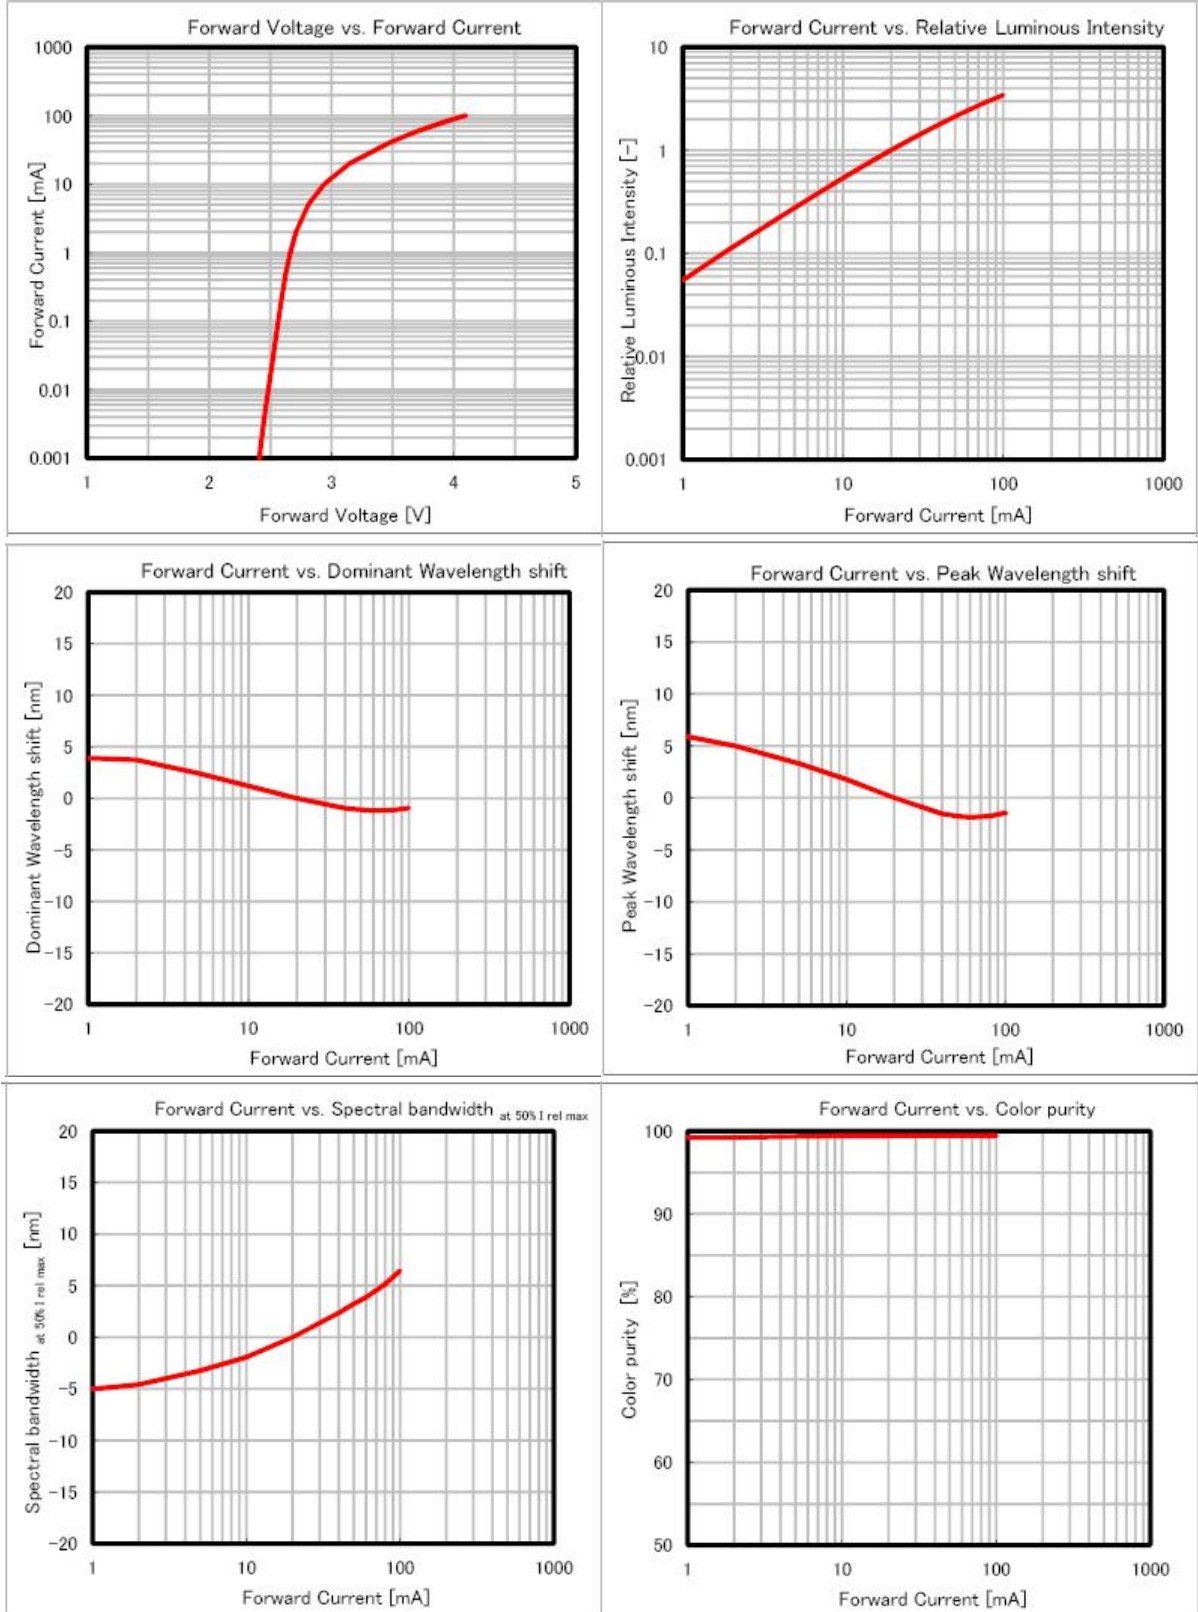 Forward Voltage vs. Forward Current
1000
100
10
1
0.1
0.01
0.001
Forward Current [mA]
1 2 3 4 5
Forward Voltage [V]
Forward Current vs. Relative Luminous Intensity
10
1
0.1
0.01
0.001
Relative Luminous Intensity [-]
1 10 100 1000
Forward Current [mA]
Forward Current vs. Dominant Wavelength shift
20
15
10
5
0
-5
-10
-15
-20
Dominant Wavelength shift [nm]
1 10 100 1000
Forward Current [mA]
Forward Current vs. Peak Wavelength shift
20
15
10
5
0
-5
-10
-15
-20
Peak Wavelength shift [nm]
1 10 100 1000
Forward Current [mA]
Forward Current vs. Spectral bandwidth at 50% I rel max
20
15
10
5
0
-5
-10
-15
-20
Spectral bandwidth at 50% I rel max [nm]
1 10 100 1000
Forward Current [mA]
Forward Current vs. Color purity
100
90
80
70
60
50
Color purity [%]
1 10 100 1000
Forward Current [mA]